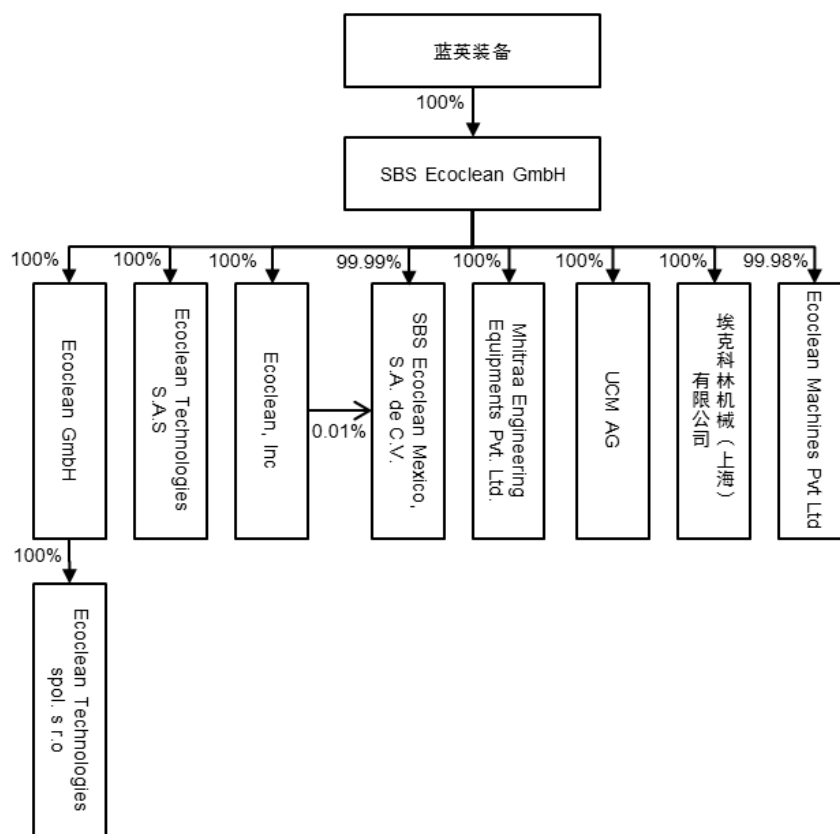 蓝英装备
100%
SBS Ecoclean GmbH
100%
100%
100%
99.99%
100%
100%
100%
99.98%
Ecoclean GmbH
Ecoclean Technologies
S.A.S
Ecoclean, Inc
0.01%
SBS Ecoclean Mexico,
S.A. de C.V.
Mhitraa Engineering
Equipments Pvt. Ltd.
UCM AG
埃克科林机械（上海）
有限公司
Ecoclean Machines Pvt Ltd
100%
Ecoclean Technologies
spol. s r.o